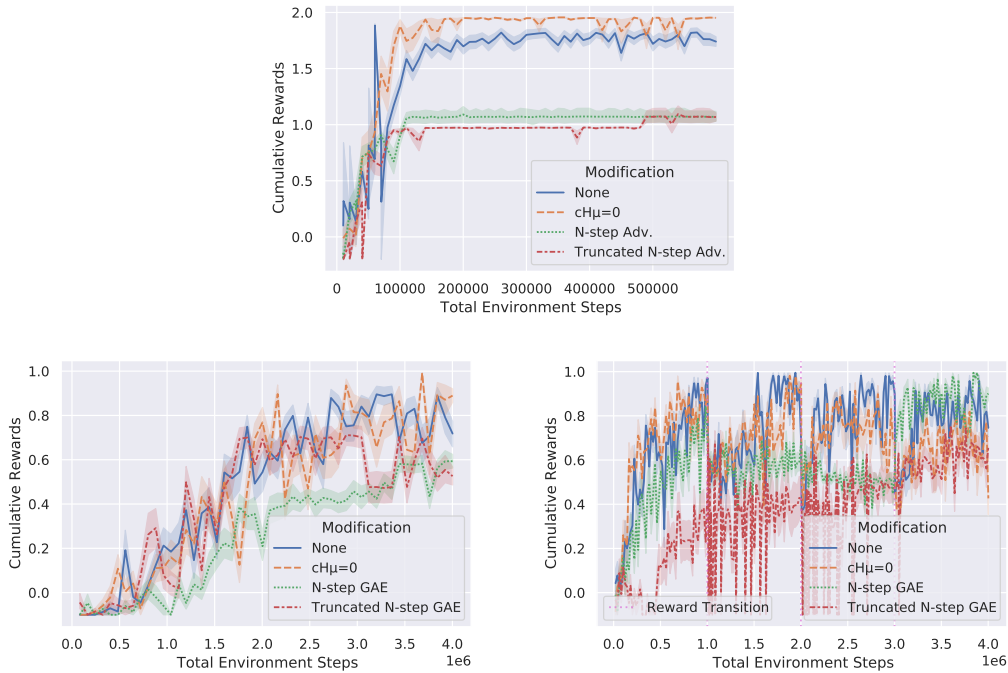 2.0
1.5
1.0
0.5
0.0
Cumulative Rewards
Modification
None
cHμ=0
N-step Adv.
Truncated N-step Adv.
0 100000 200000 300000 400000 500000
Total Environment Steps
1.0
0.8
0.6
0.4
0.2
0.0
Cumulative Rewards
Modification
None
cHμ=0
N-step GAE
Truncated N-step GAE
0.0 0.5 1.0 1.5 2.0 2.5 3.0 3.5 4.0
Total Environment Steps
1e6
1.0
0.8
0.6
0.4
0.2
0.0
Cumulative Rewards
Modification
None
cHμ=0
N-step GAE
Truncated N-step GAE
Reward Transition
0.0 0.5 1.0 1.5 2.0 2.5 3.0 3.5 4.0
Total Environment Steps
1e6